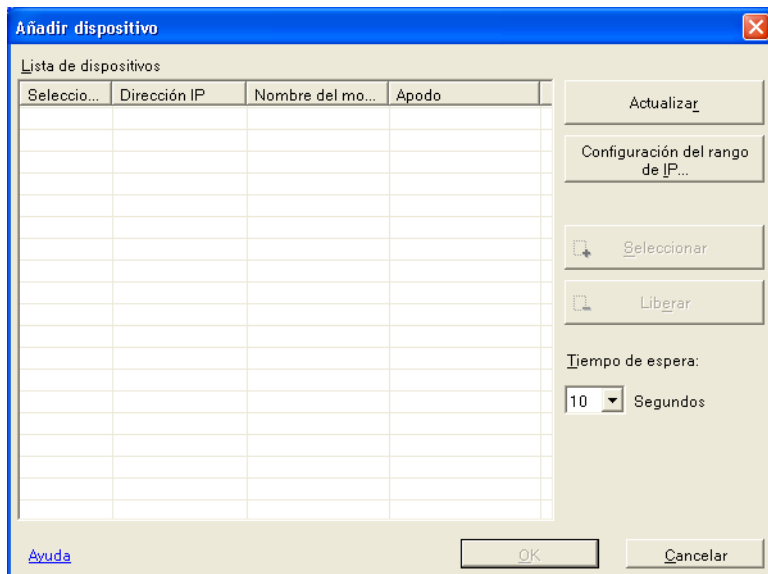 Añadir dispositivo
Lista de dispositivos
Seleccio... Dirección IP Nombre del mo... Apodo
Actualizar
Configuración del rango
de IP...
Seleccionar
Liberar
Tiempo de espera:
10 Segundos
Ayuda OK Cancelar